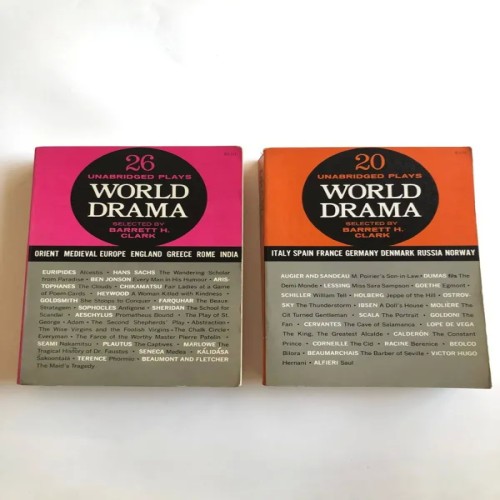 26
UNABRIDGED PLAYS
WORLD
DRAMA
SELECTED BY
BARRETT H.
CLARK
ORIENT MEDIEVAL EUROPE ENGLAND GREECE ROME INDIA
EURIPIDES Alcestis • HANS SACHS The Wandering Scholar
from Paradise • BEN JONSON Every Man in His Humour • ARIS-
TOPHANES The Clouds • CHIKAMATSU Fair Ladies at a Game
of Poem-Cards • HEYWOOD A Woman Killed with Kindness •
GOLDSMITH She Stoops to Conquer • FARQUHAR The Beaux
Stratagem • SOPHOCLES Antigone • SHERIDAN The School for
Scandal • AESCHYLUS Prometheus Bound • The Play of St.
George • Adam • The Second Shepherds' Play • Abstraction •
The Wise Virgins and the Foolish Virgins • The Chalk Circle •
Everyman • The Farce of the Worthy Master Pierre Patelin •
SEAMI Nakamitsu • PLAUTUS The Captives • MARLOWE The
Tragical History of Dr. Faustus • SENECA Medea • KĀLIDĀSA
Sakoontalá • TERENCE Phormio • BEAUMONT AND FLETCHER
The Maid's Tragedy
20
UNABRIDGED PLAYS
WORLD
DRAMA
SELECTED BY
BARRETT H.
CLARK
ITALY SPAIN FRANCE GERMANY DENMARK RUSSIA NORWAY
AUGIER AND SANDEAU M. Poirier's Son-in-Law • DUMAS fils The
Demi-Monde • LESSING Miss Sara Sampson • GOETHE Egmont •
SCHILLER William Tell • HOLBERG Jeppe of the Hill • OSTROV-
SKY The Thunderstorm • IBSEN A Doll's House • MOLIÈRE The
Cit Turned Gentleman • SCALA The Portrait • GOLDONI The
Fan • CERVANTES The Cave of Salamanca • LOPE DE VEGA
The King, The Greatest Alcalde • CALDERÓN The Constant
Prince • CORNEILLE The Cid • RACINE Berenice • BEOLCO
Bilora • BEAUMARCHAIS The Barber of Seville • VICTOR HUGO
Hernani • ALFIERI Saul